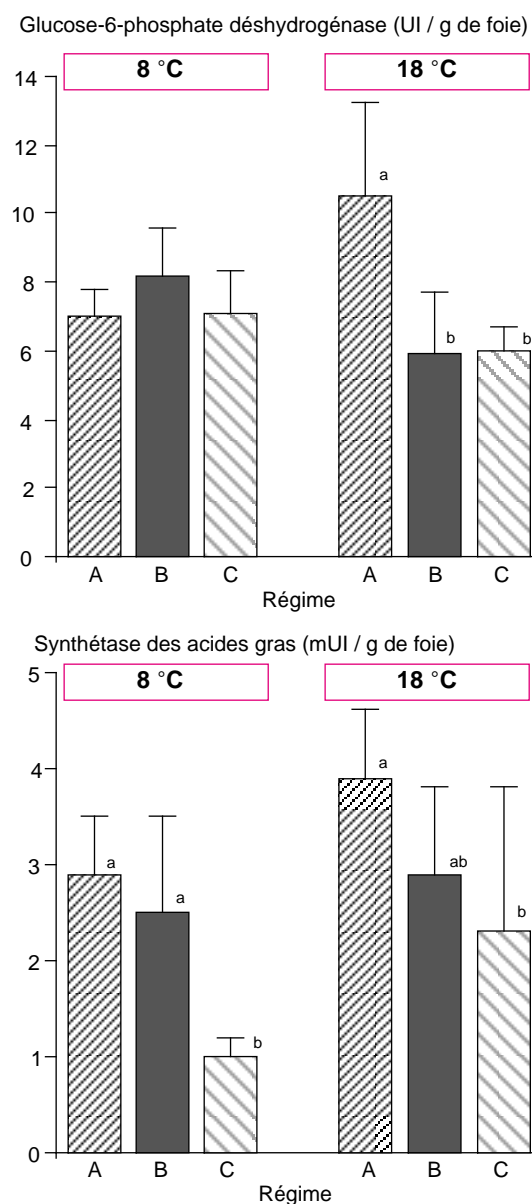 Glucose-6-phosphate déshydrogénase (UI / g de foie)
8 °C 18 °C
14
12
10
8
6
4
2
0
a
b b
A B C A B C
Régime
Synthétase des acides gras (mUI / g de foie)
8 °C 18 °C
5
4
3
2
1
0
a a b a ab b
A B C A B C
Régime